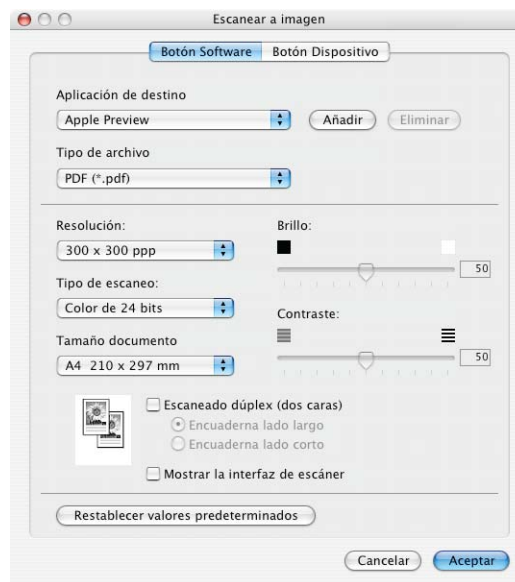 Escanear a imagen
Botón Software Botón Dispositivo
Aplicación de destino
Apple Preview Añadir Eliminar
Tipo de archivo
PDF (*.pdf)
Resolución: Brillo:
300 x 300 ppp
50
Tipo de escaneo:
Color de 24 bits
Contraste:
Tamaño documento
A4 210 x 297 mm 50
Escaneado dúplex (dos caras)
Encuaderna lado largo
Encuaderna lado corto
Mostrar la interfaz de escáner
Restablecer valores predeterminados
Cancelar Aceptar